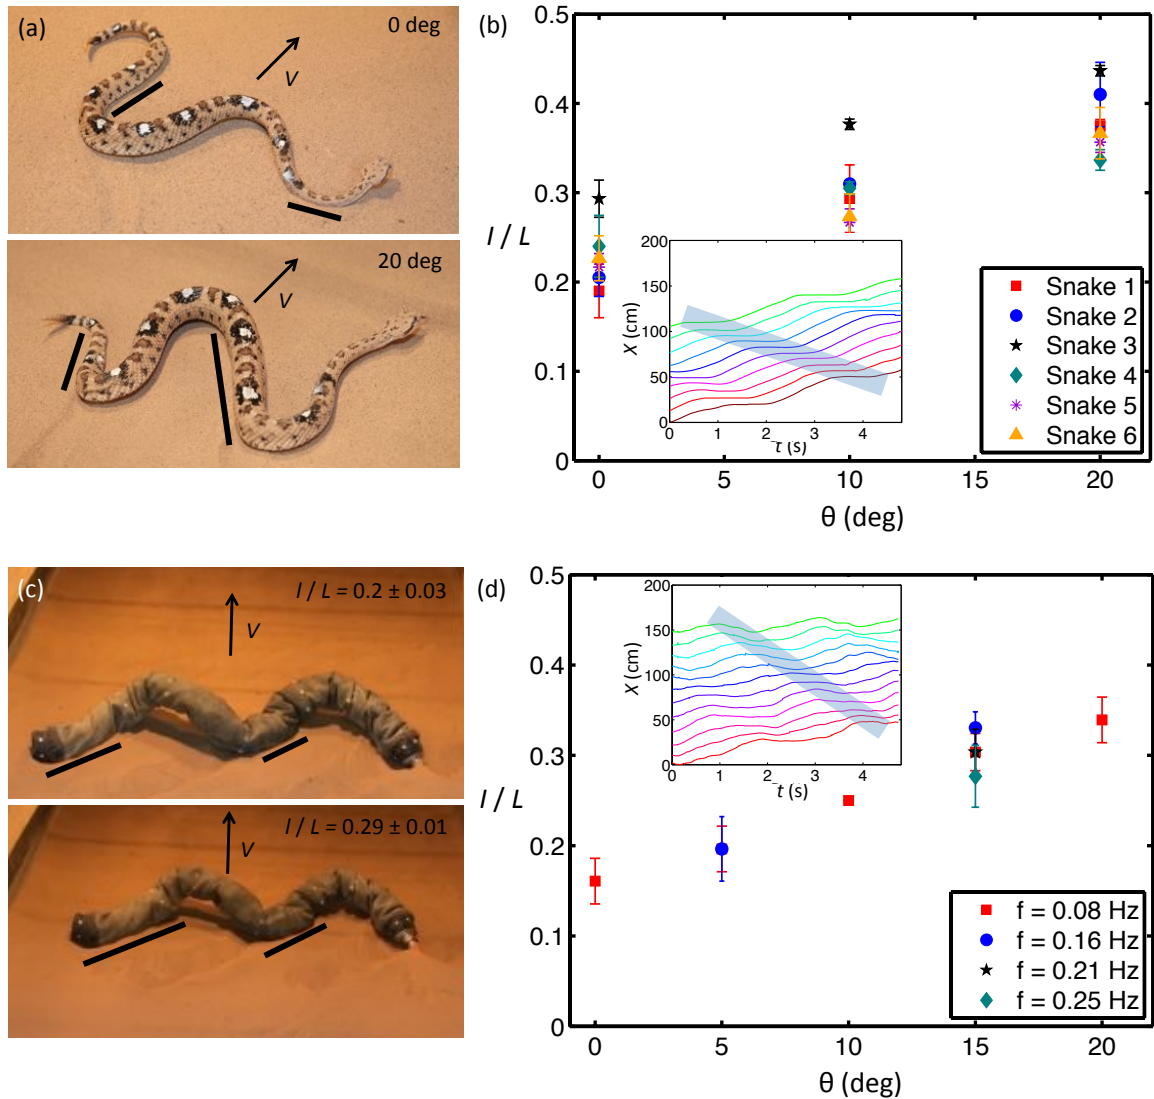 (a)
0 deg
V
20 deg
V
(b)
0.5
0.4
0.3
0.2
0.1
0
l / L
0
5
10
15
20
θ (deg)
200
150
100
50
0
X (cm)
0
1
2
3
4
t (s)
Snake 1
Snake 2
Snake 3
Snake 4
Snake 5
Snake 6
(c)
l / L = 0.2 ± 0.03
V
l / L = 0.29 ± 0.01
V
(d)
0.5
0.4
0.3
0.2
0.1
0
l / L
0
5
10
15
20
θ (deg)
200
150
100
50
0
X (cm)
0
1
2
3
4
t (s)
f = 0.08 Hz
f = 0.16 Hz
f = 0.21 Hz
f = 0.25 Hz